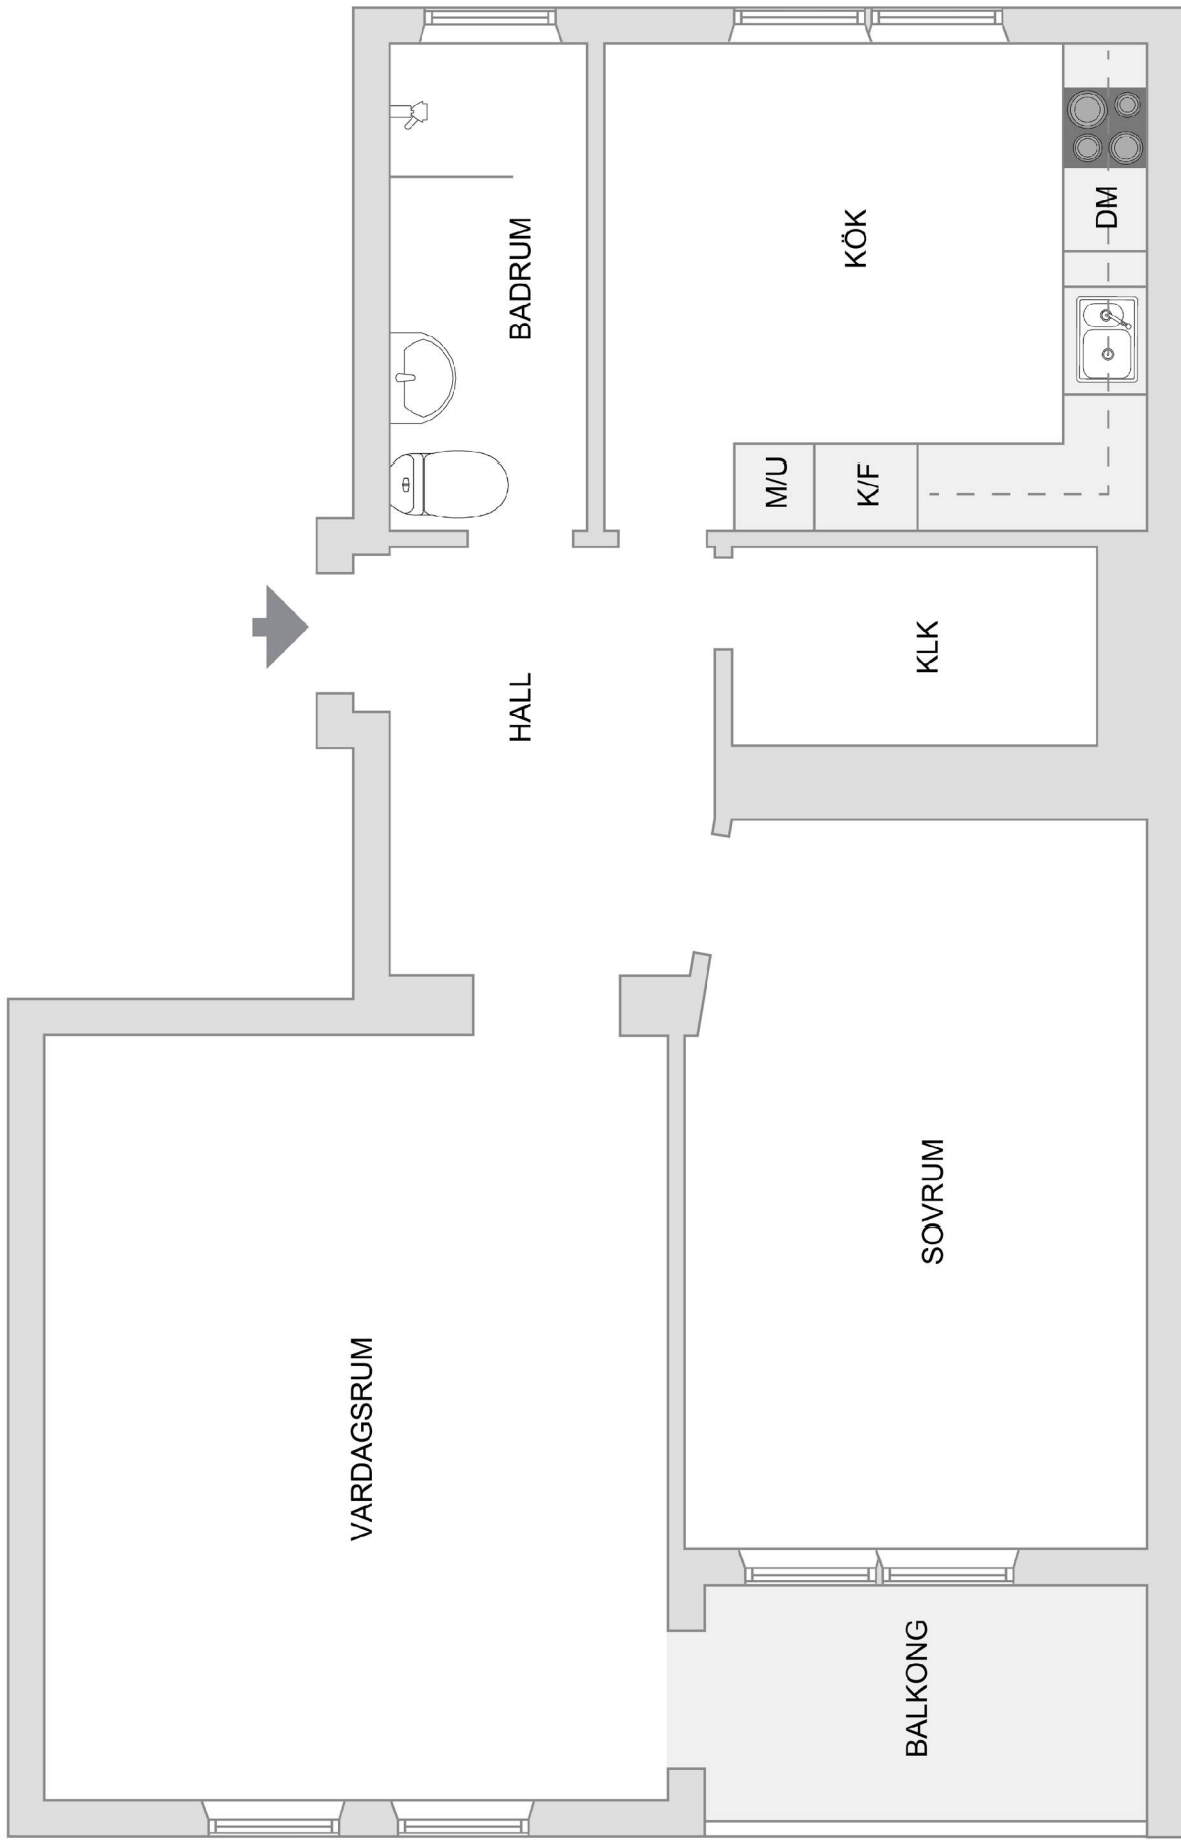 BADRUM
KÖK
DM
M/U
K/F
HALL
KLK
VARDAGSRUM
SOVRUM
BALKONG